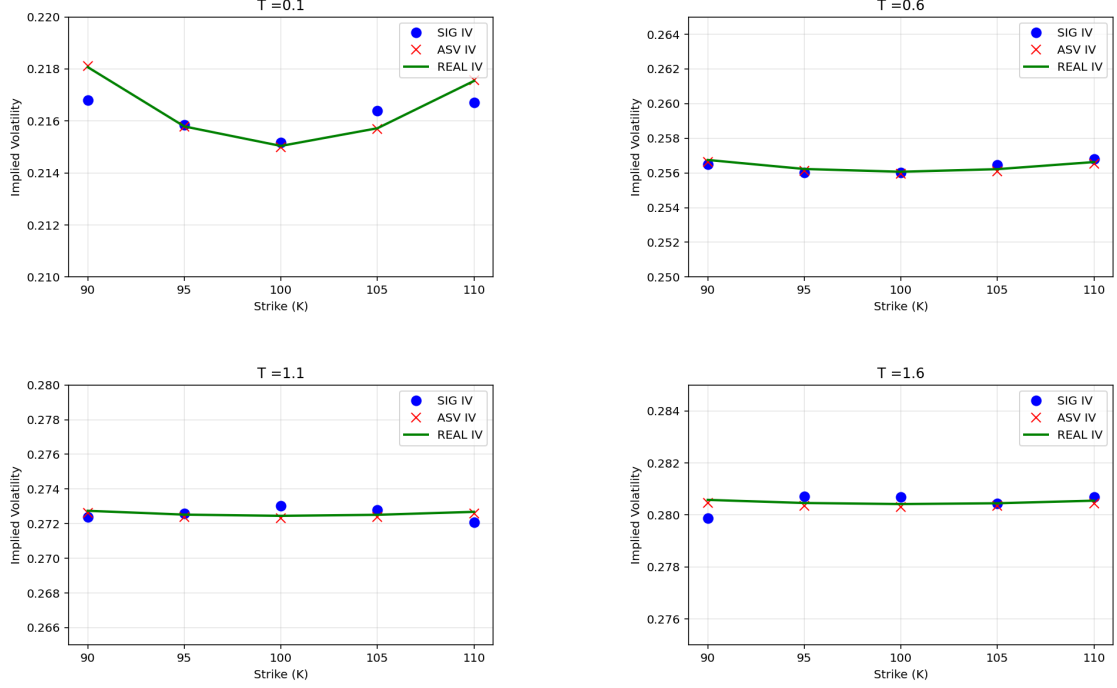 T =0.1
0.220
0.218
0.216
0.214
0.212
0.210
Implied Volatility
90 95 100 105 110
Strike (K)
SIG IV
ASV IV
REAL IV
T =0.6
0.264
0.262
0.260
0.258
0.256
0.254
0.252
0.250
Implied Volatility
90 95 100 105 110
Strike (K)
SIG IV
ASV IV
REAL IV
T =1.1
0.280
0.278
0.276
0.274
0.272
0.270
0.268
0.266
Implied Volatility
90 95 100 105 110
Strike (K)
SIG IV
ASV IV
REAL IV
T =1.6
0.284
0.282
0.280
0.278
0.276
Implied Volatility
90 95 100 105 110
Strike (K)
SIG IV
ASV IV
REAL IV